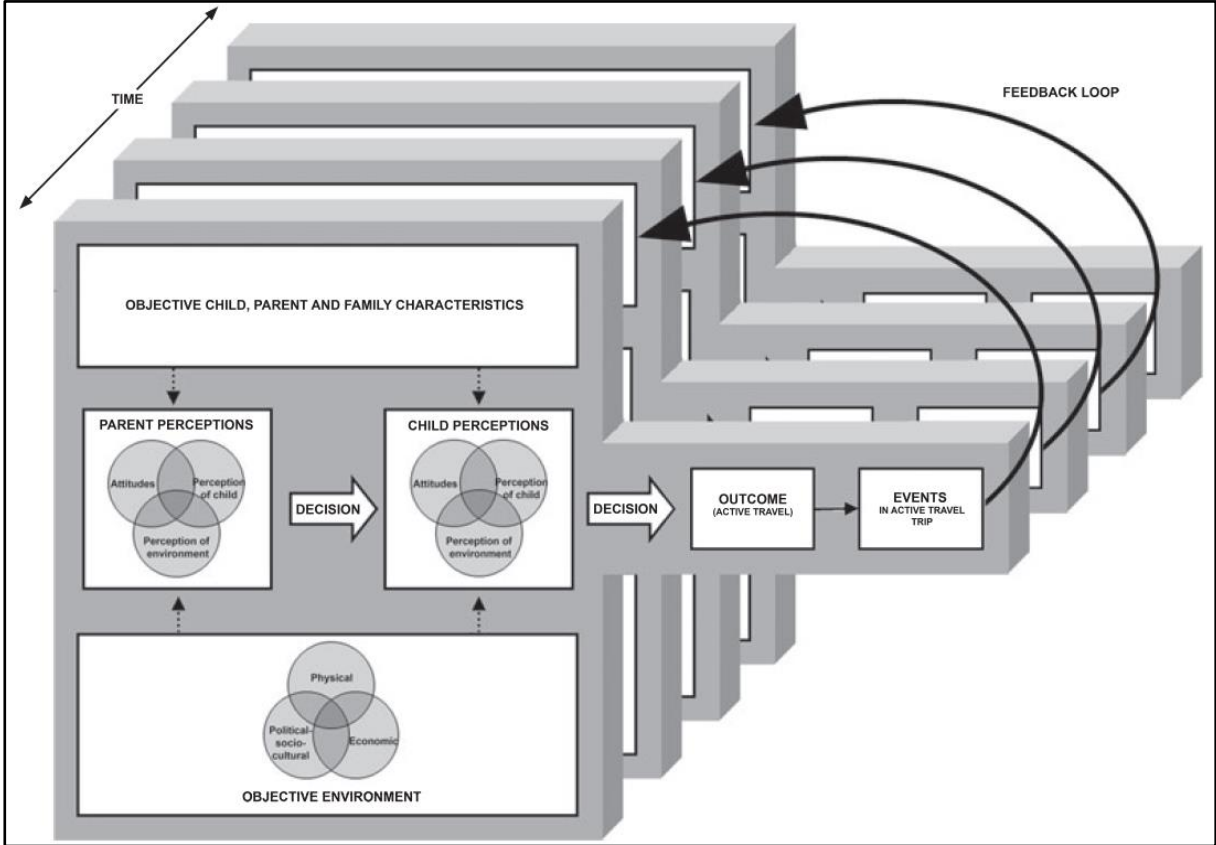 TIME
FEEDBACK LOOP
OBJECTIVE CHILD, PARENT AND FAMILY CHARACTERISTICS
PARENT PERCEPTIONS
Attitudes
Perception
of child
Perception of
environment
DECISION
CHILD PERCEPTIONS
Attitudes
Perception
of child
Perception of
environment
DECISION
OUTCOME
(ACTIVE TRAVEL)
EVENTS
IN ACTIVE TRAVEL
TRIP
Physical
Political-
socio-
cultural
Economic
OBJECTIVE ENVIRONMENT